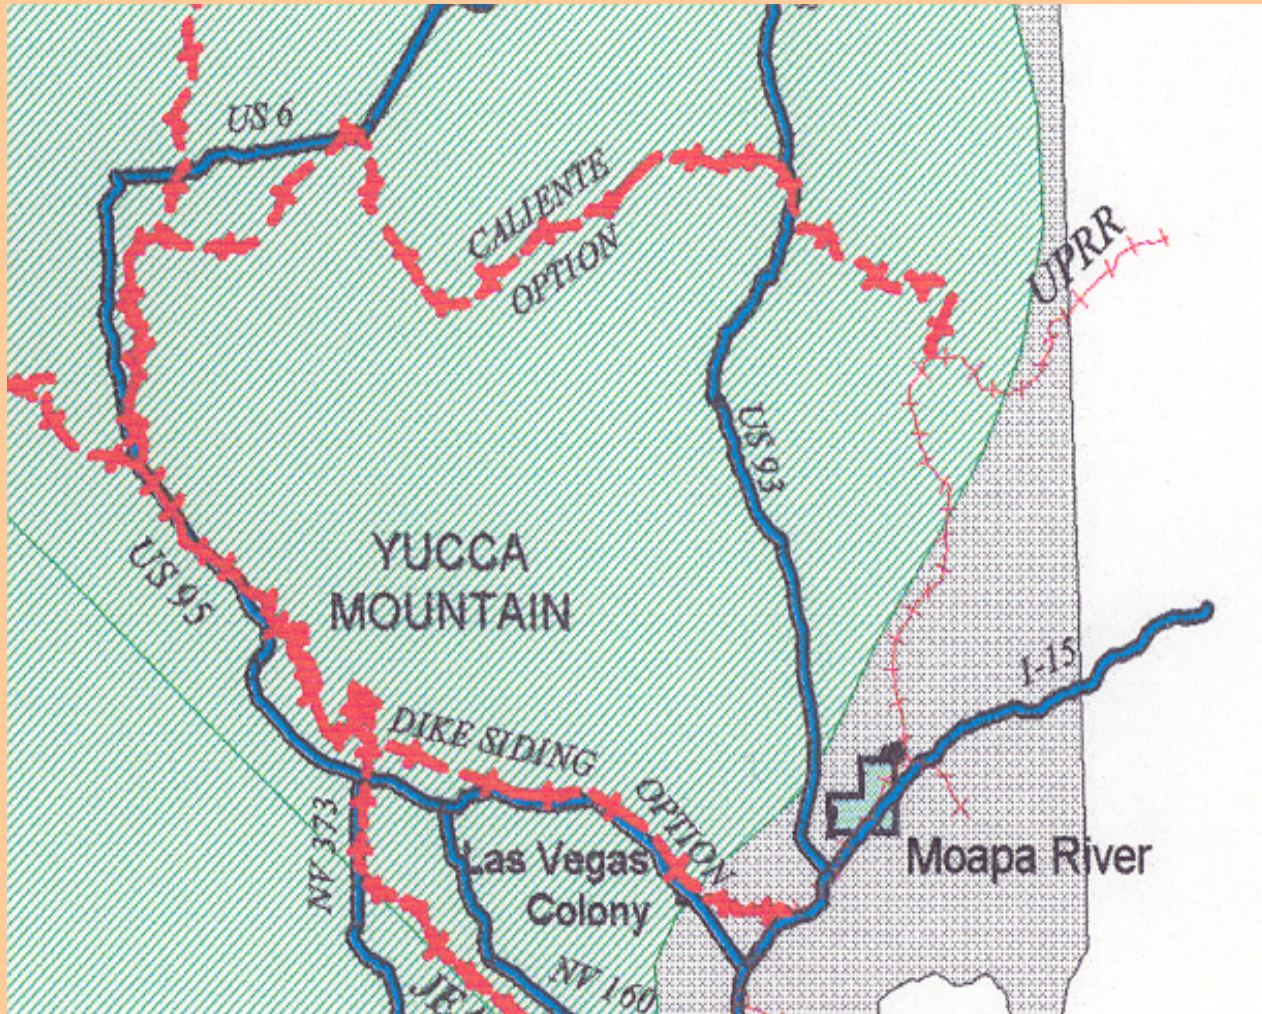 US 6
CALIENTE
OPTION
UPRR
US 93
YUCCA
MOUNTAIN
US 95
I-15
DIKE SIDING
OPTION
NV 373
Las Vegas
Colony
Moapa River
NV 160